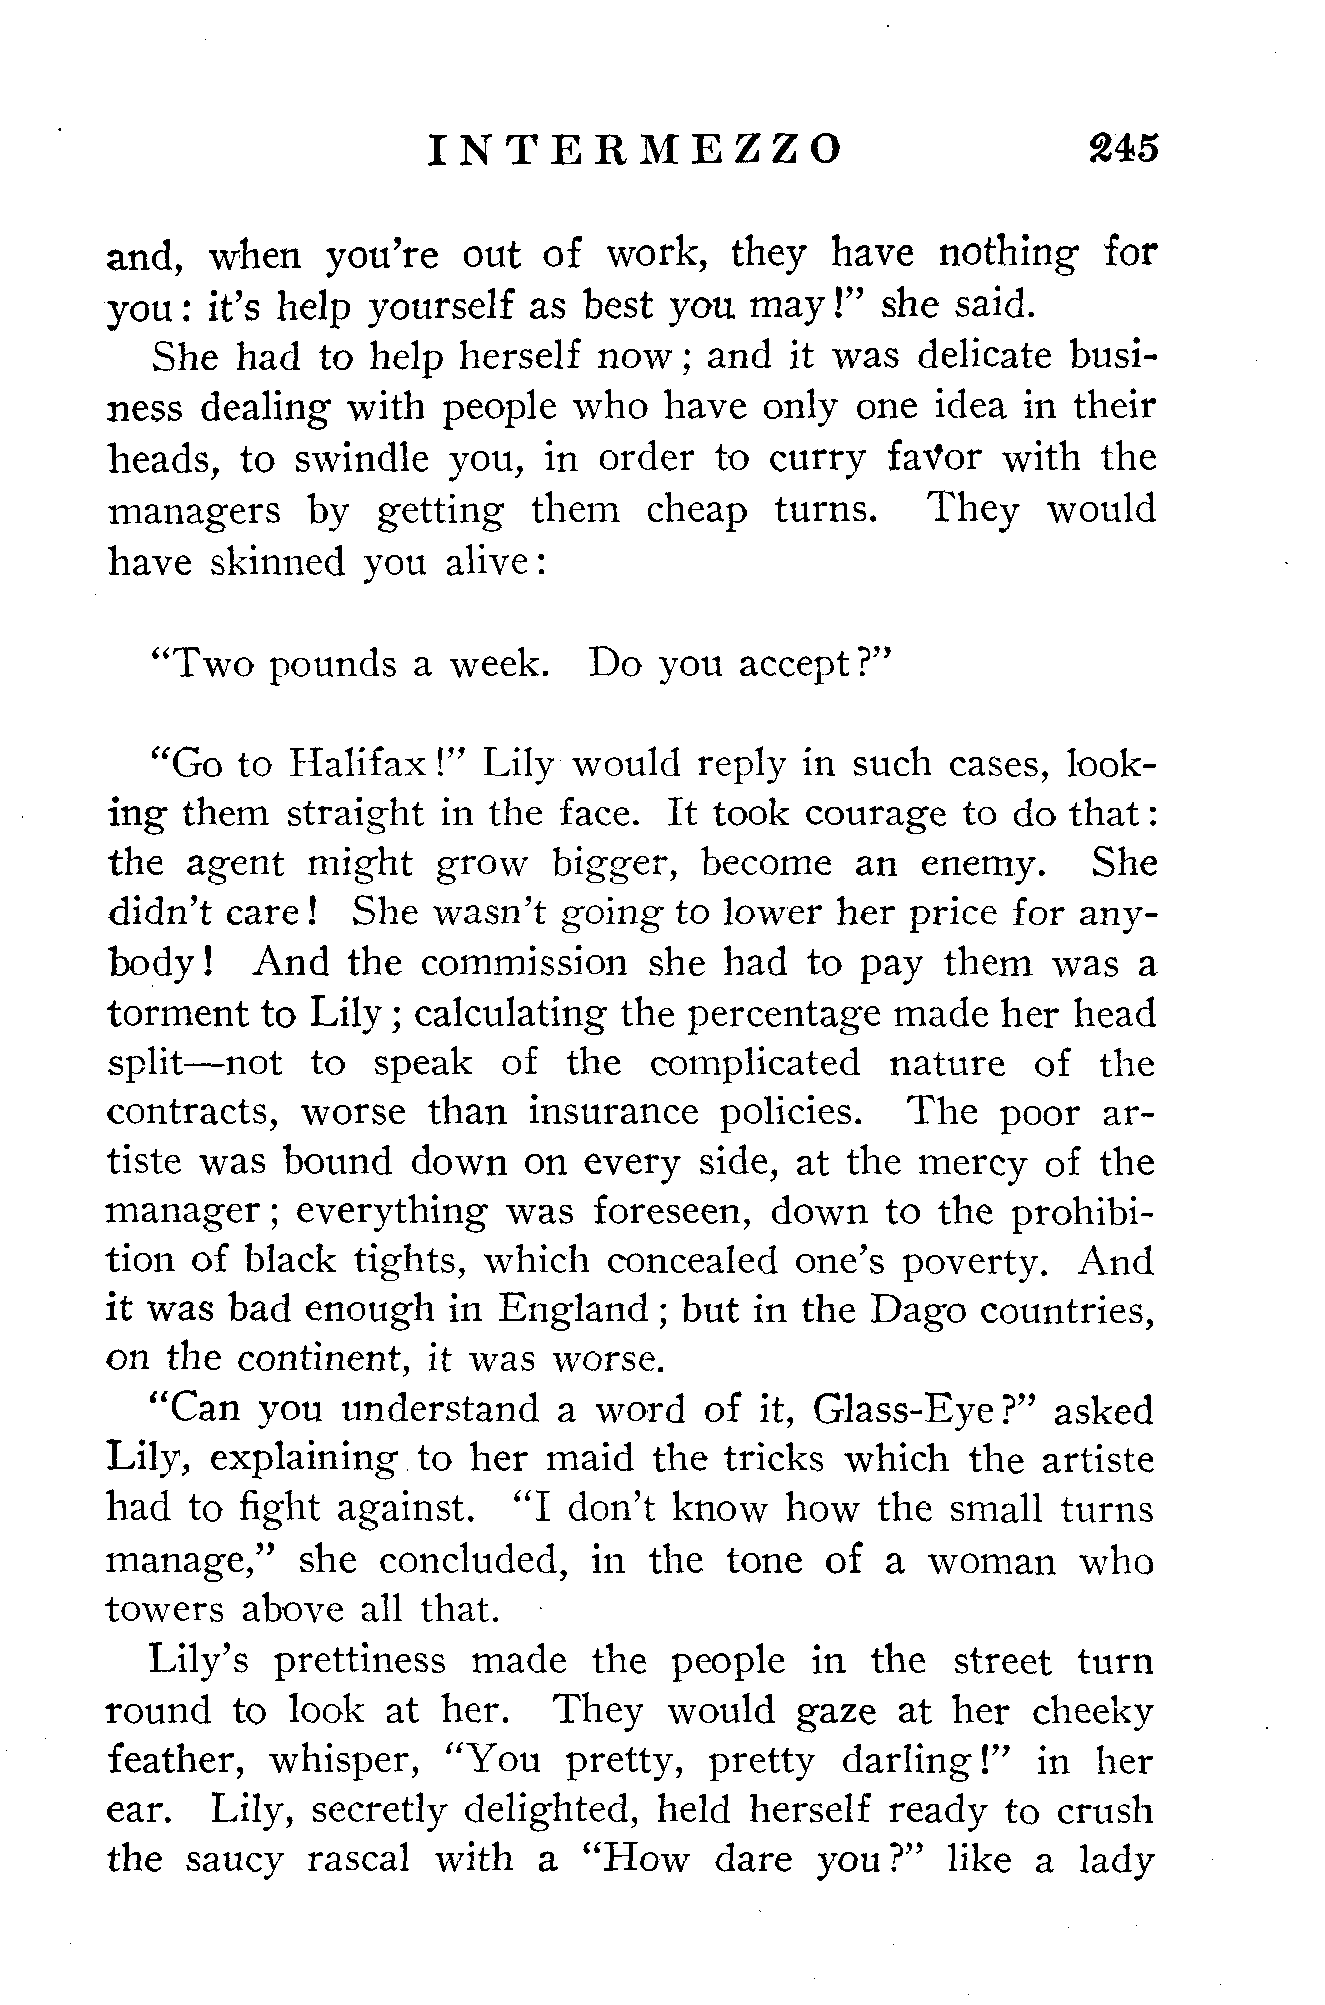 INTERMEZZO 245
and, when you're out of work, they have nothing for
you: it's help yourself as best you may!" she said.
She had to help herself now; and it was delicate busi-
ness dealing with people who have only one idea in their
heads, to swindle you, in order to curry favor with the
managers by getting them cheap turns. They would
have skinned you alive:
"Two pounds a week. Do you accept?"
"Go to Halifax!" Lily would reply in such cases, look-
ing them straight in the face. It took courage to do that:
the agent might grow bigger, become an enemy. She
didn't care! She wasn't going to lower her price for any-
body! And the commission she had to pay them was a
torment to Lily; calculating the percentage made her head
split—not to speak of the complicated nature of the
contracts, worse than insurance policies. The poor ar-
tiste was bound down on every side, at the mercy of the
manager; everything was foreseen, down to the prohibi-
tion of black tights, which concealed one's poverty. And
it was bad enough in England; but in the Dago countries,
on the continent, it was worse.
"Can you understand a word of it, Glass-Eye?" asked
Lily, explaining to her maid the tricks which the artiste
had to fight against. "I don't know how the small turns
manage," she concluded, in the tone of a woman who
towers above all that.
Lily's prettiness made the people in the street turn
round to look at her. They would gaze at her cheeky
feather, whisper, "You pretty, pretty darling!" in her
ear. Lily, secretly delighted, held herself ready to crush
the saucy rascal with a "How dare you?" like a lady